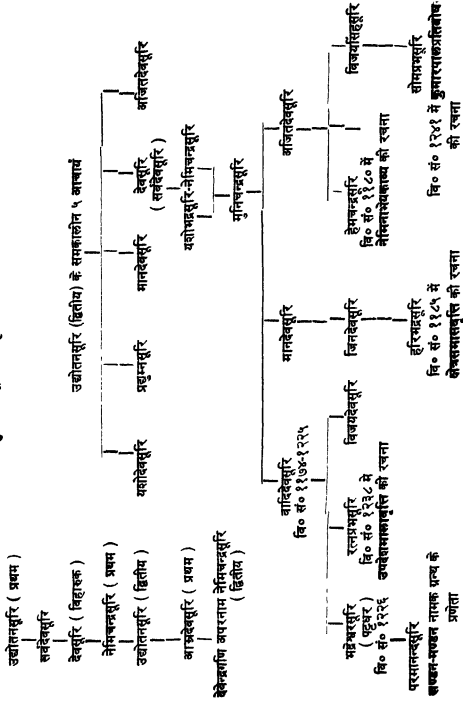 उद्योतनसूरि ( प्रथम )
सर्वदेवसूरि
देवसूरि ( विहारुक )
नेमिचन्द्रसूरि ( प्रथम )
उद्योतनसूरि ( द्वितीय )
आम्रदेवसूरि ( प्रथम )
देवेन्द्रगणि अपरनाम नेमिचन्द्रसूरि
( द्वितीय )
उद्योतनसूरि (द्वितीय) के समकालीन ५ आचार्य
यशोदेवसूरि
प्रद्युम्नसूरि
मानदेवसूरि
देवसूरि
( सर्वदेवसूरि )
अजितदेवसूरि
यशोभद्रसूरि-नेमिचन्द्रसूरि
मुनिचन्द्रसूरि
वादिदेवसूरि
वि० सं० ११७४-१२२५
मानदेवसूरि
अजितदेवसूरि
भद्रेश्वरसूरि
( पट्टधर )
वि० सं० १२२६
रत्नप्रभसूरि
वि० सं० १२३८ में
उपदेशमालावृत्ति की रचना
विजयदेवसूरि
जिनदेवसूरि
हेमचन्द्रसूरि
वि० सं० ११८० में
नेमिनाभेयकाव्य की रचना
विजयसिंहसूरि
परमानन्दसूरि
खण्डन-मण्डन नामक ग्रन्थ के
प्रणेता
हरिभद्रसूरि
वि० सं० ११८५ में
क्षेत्रसमासवृत्ति की रचना
सोमप्रभसूरि
वि० सं० १२४१ में कुमारपालप्रतिबोध
की रचना